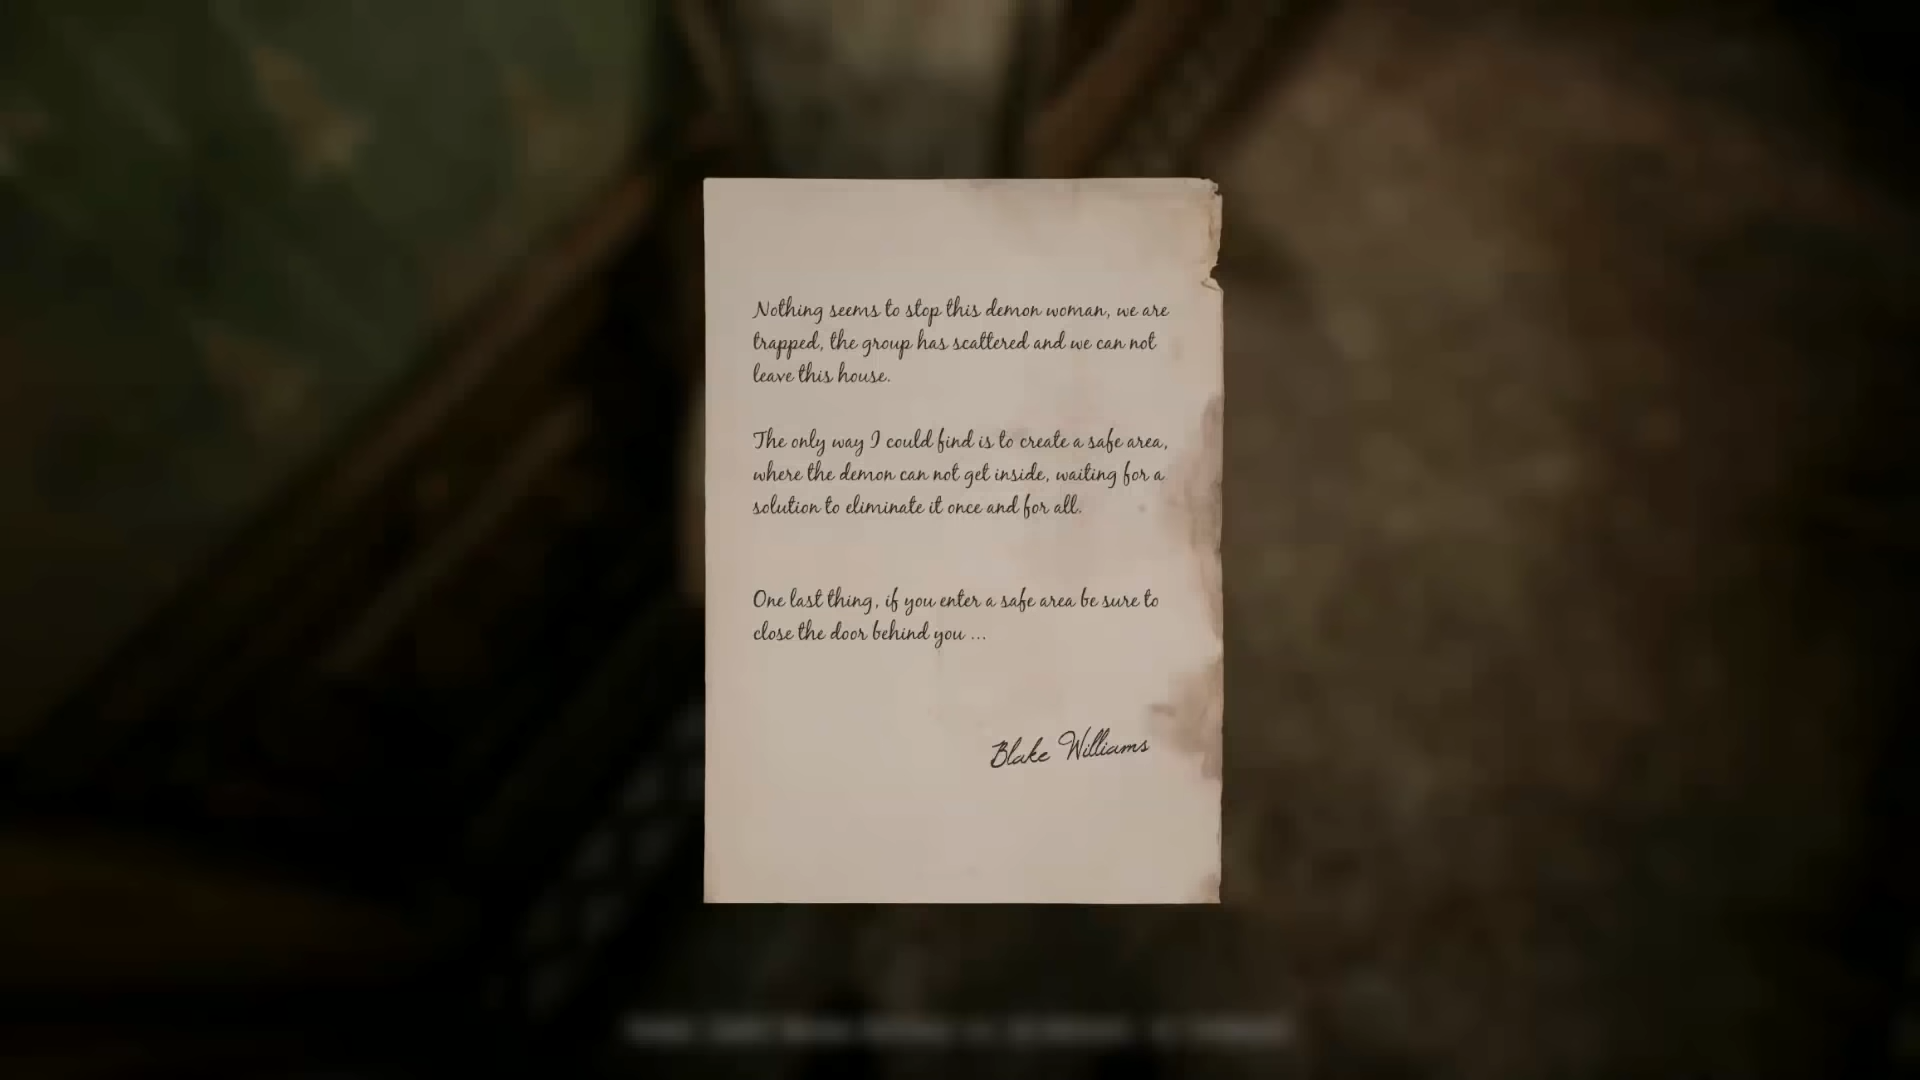 Nothing seems to stop this demon woman, we are
trapped, the group has scattered and we can not
leave this house.
The only way I could find is to create a safe area,
where the demon can not get inside, waiting for a
solution to eliminate it once and for all.
One last thing, if you enter a safe area be sure to
close the door behind you ...
Blake Williams